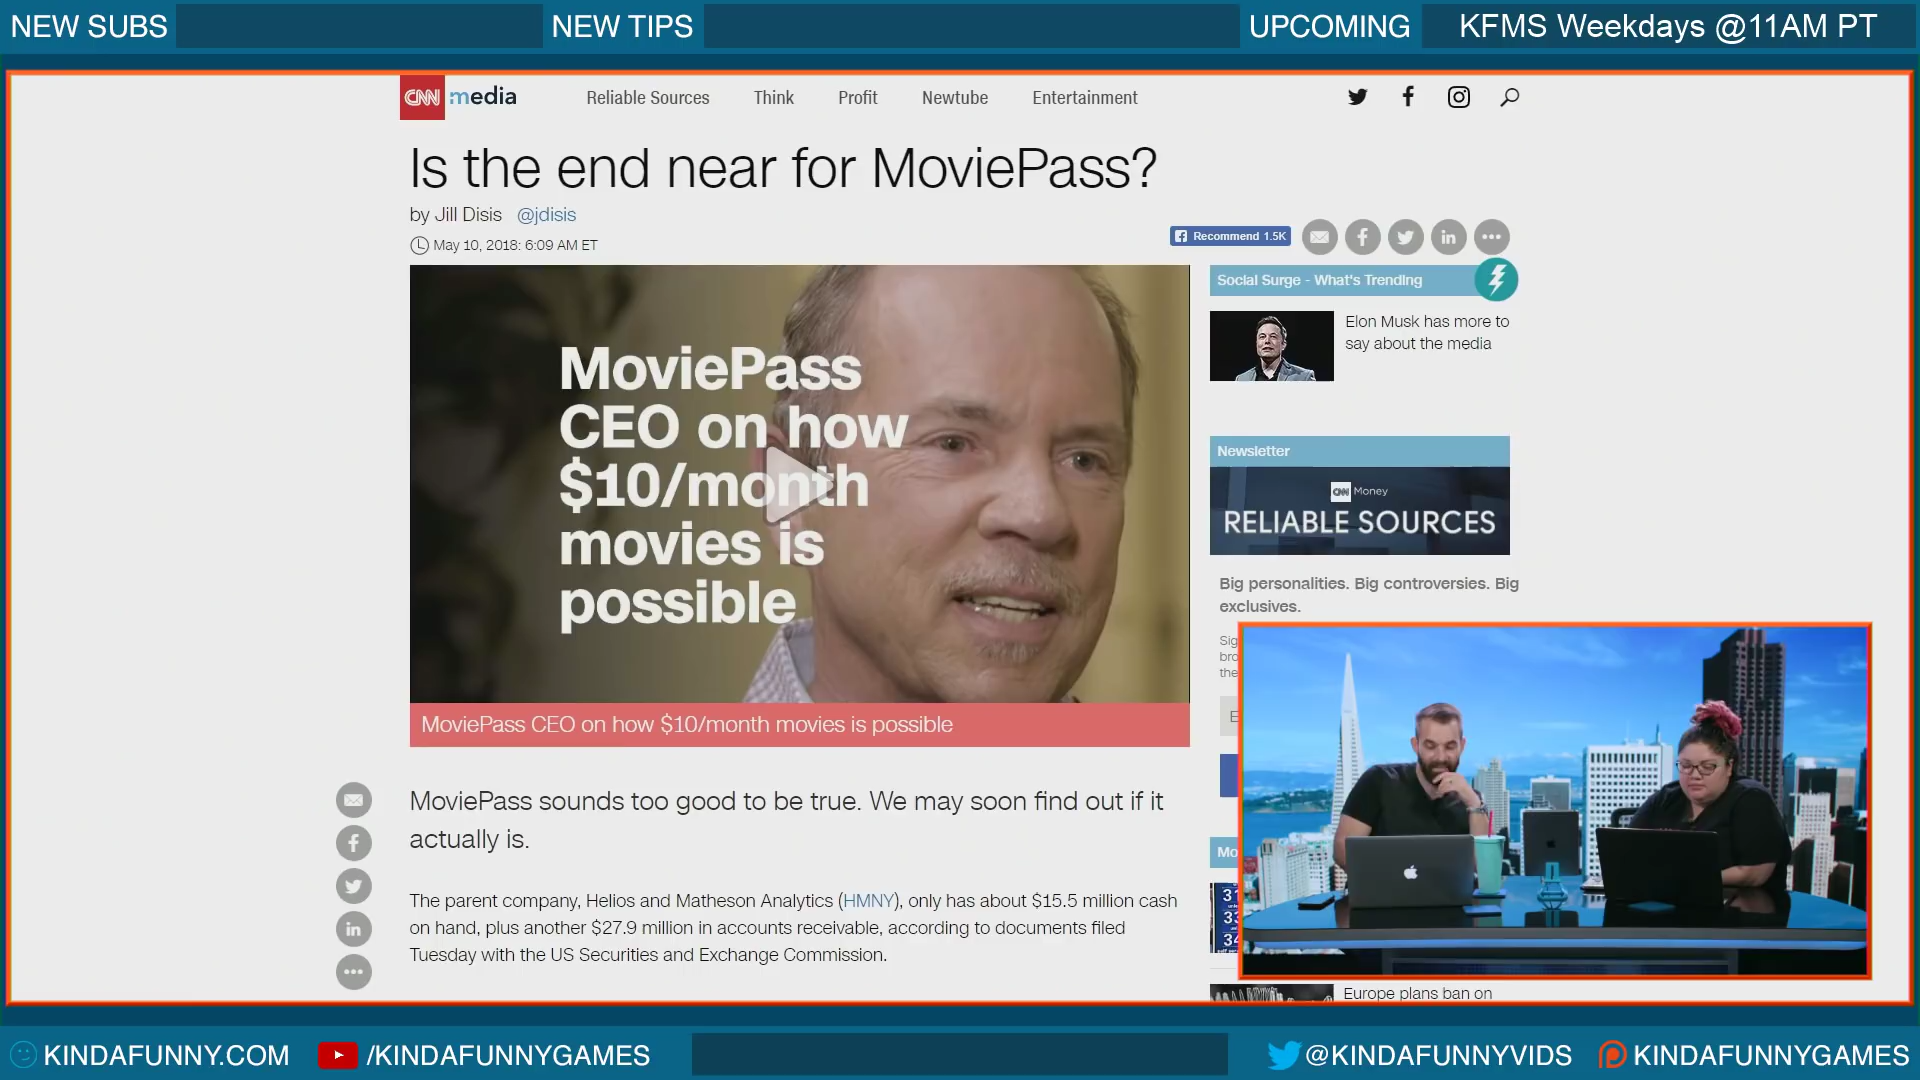 NEW SUBS
NEW TIPS
UPCOMING
KFMS Weekdays @11AM PT
CNN media
Reliable Sources
Think
Profit
Newtube
Entertainment
Is the end near for MoviePass?
by Jill Disis @jdisis
May 10, 2018: 6:09 AM ET
Recommend 1.5K
MoviePass
CEO on how
$10/month
movies is
possible
MoviePass CEO on how $10/month movies is possible
Social Surge - What's Trending
Elon Musk has more to
say about the media
Newsletter
CNN Money
RELIABLE SOURCES
Big personalities. Big controversies. Big
exclusives.
Sig
bro
the
E
Mo
31
33
34
Europe plans ban on
MoviePass sounds too good to be true. We may soon find out if it
actually is.
The parent company, Helios and Matheson Analytics (HMNY), only has about $15.5 million cash
on hand, plus another $27.9 million in accounts receivable, according to documents filed
Tuesday with the US Securities and Exchange Commission.
KINDAFUNNY.COM
/KINDAFUNNYGAMES
@KINDAFUNNYVIDS
KINDAFUNNYGAMES